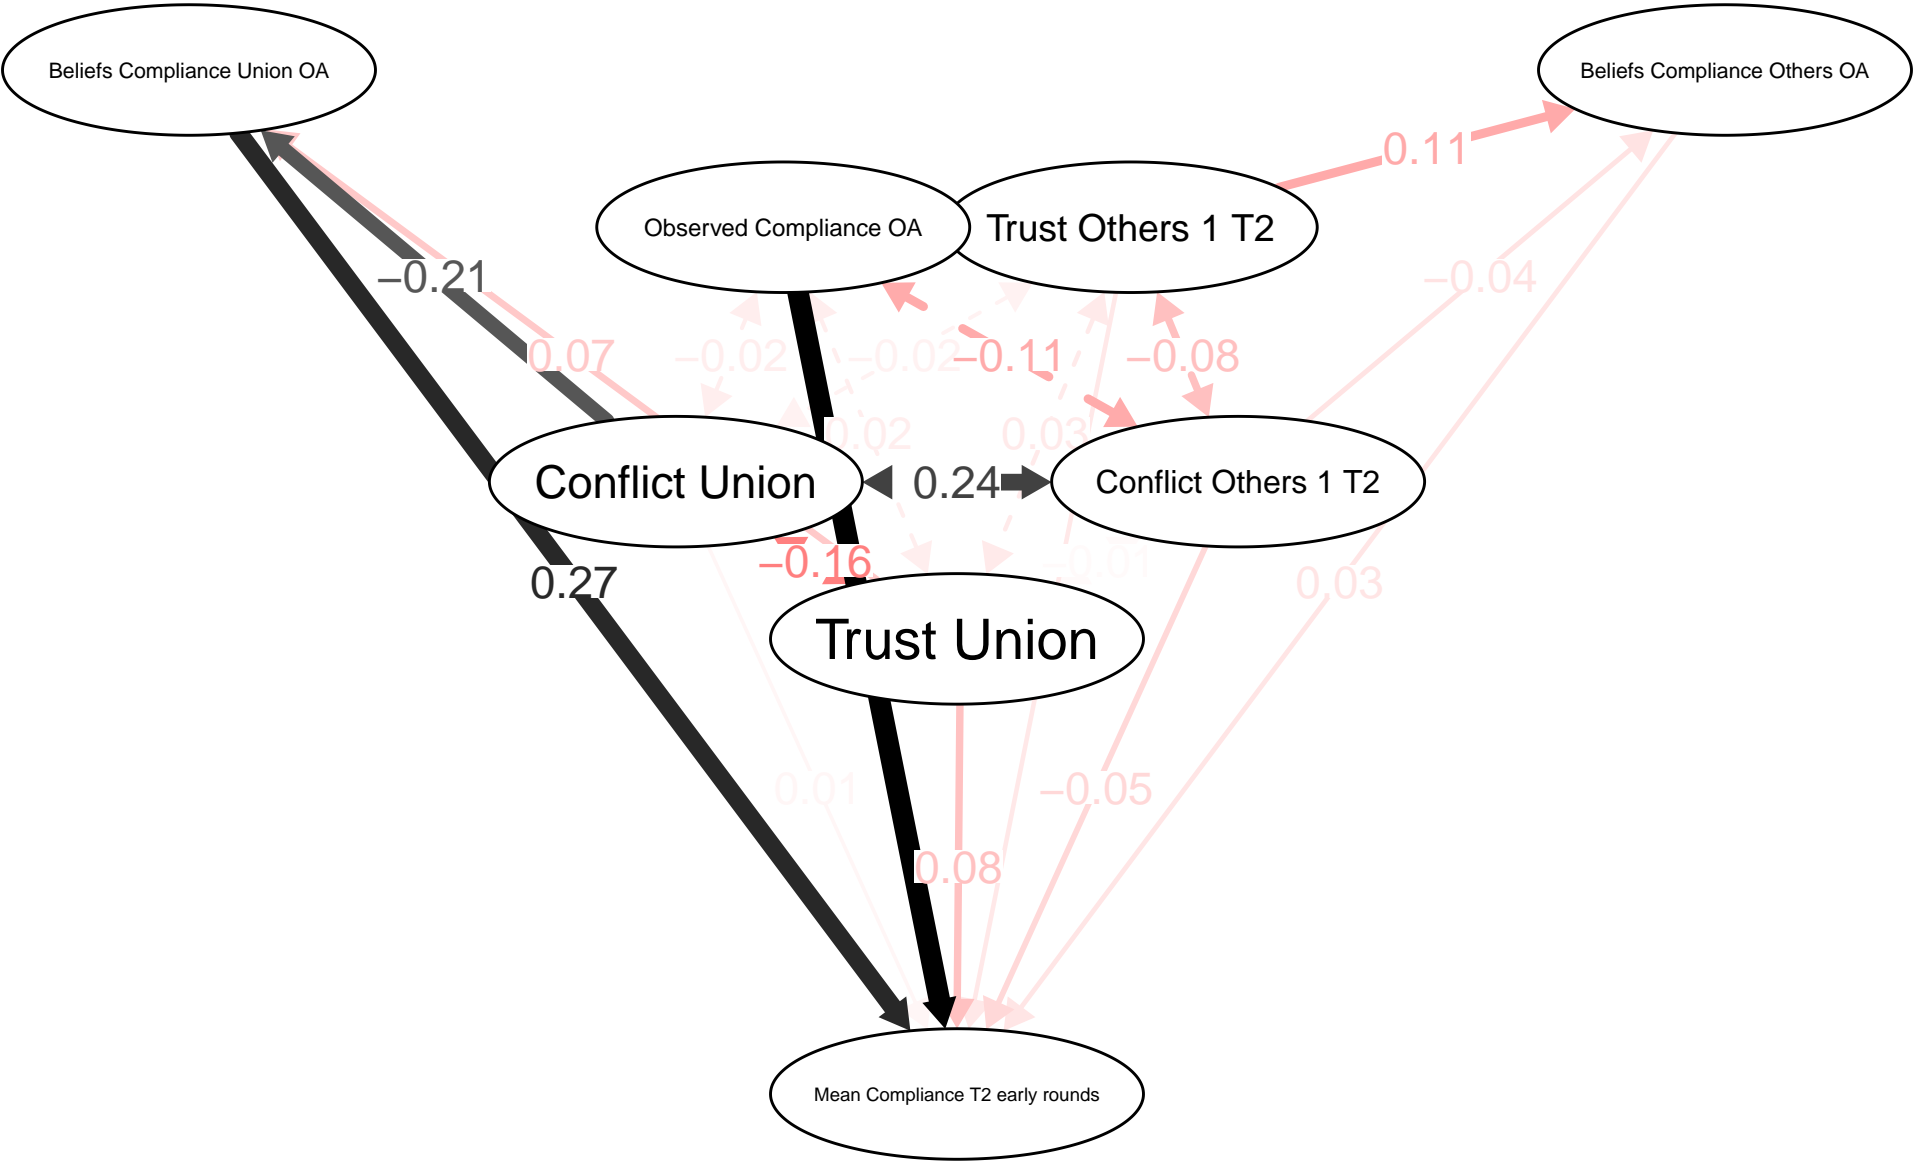 Beliefs Compliance Union OA
Beliefs Compliance Others OA
0.11
Observed Compliance OA
Trust Others 1 T2
−0.21
−0.04
0.07
−0.02
−0.02
−0.11
−0.08
0.02
0.03
Conflict Union
0.24
Conflict Others 1 T2
−0.16
−0.01
0.27
0.03
Trust Union
0.01
−0.05
0.08
Mean Compliance T2 early rounds